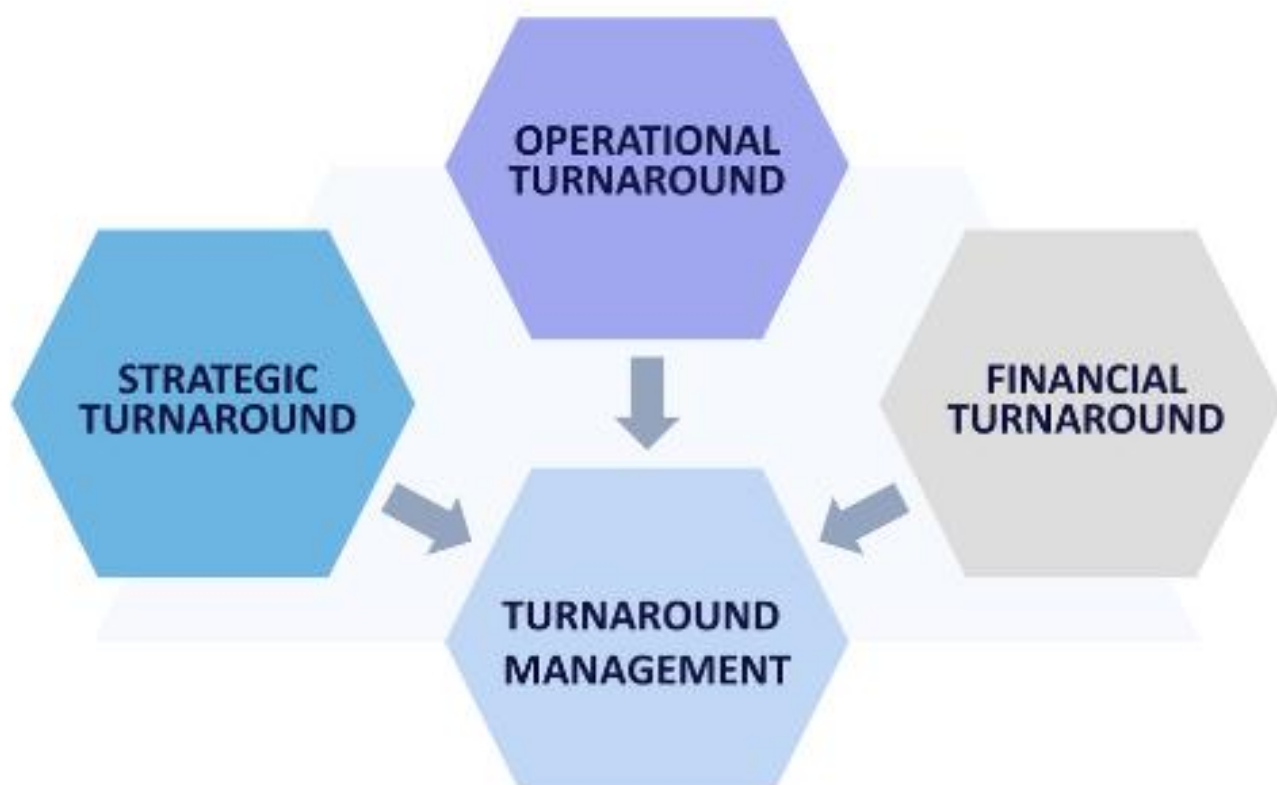 OPERATIONAL
TURNAROUND
STRATEGIC
TURNAROUND
FINANCIAL
TURNAROUND
TURNAROUND
MANAGEMENT